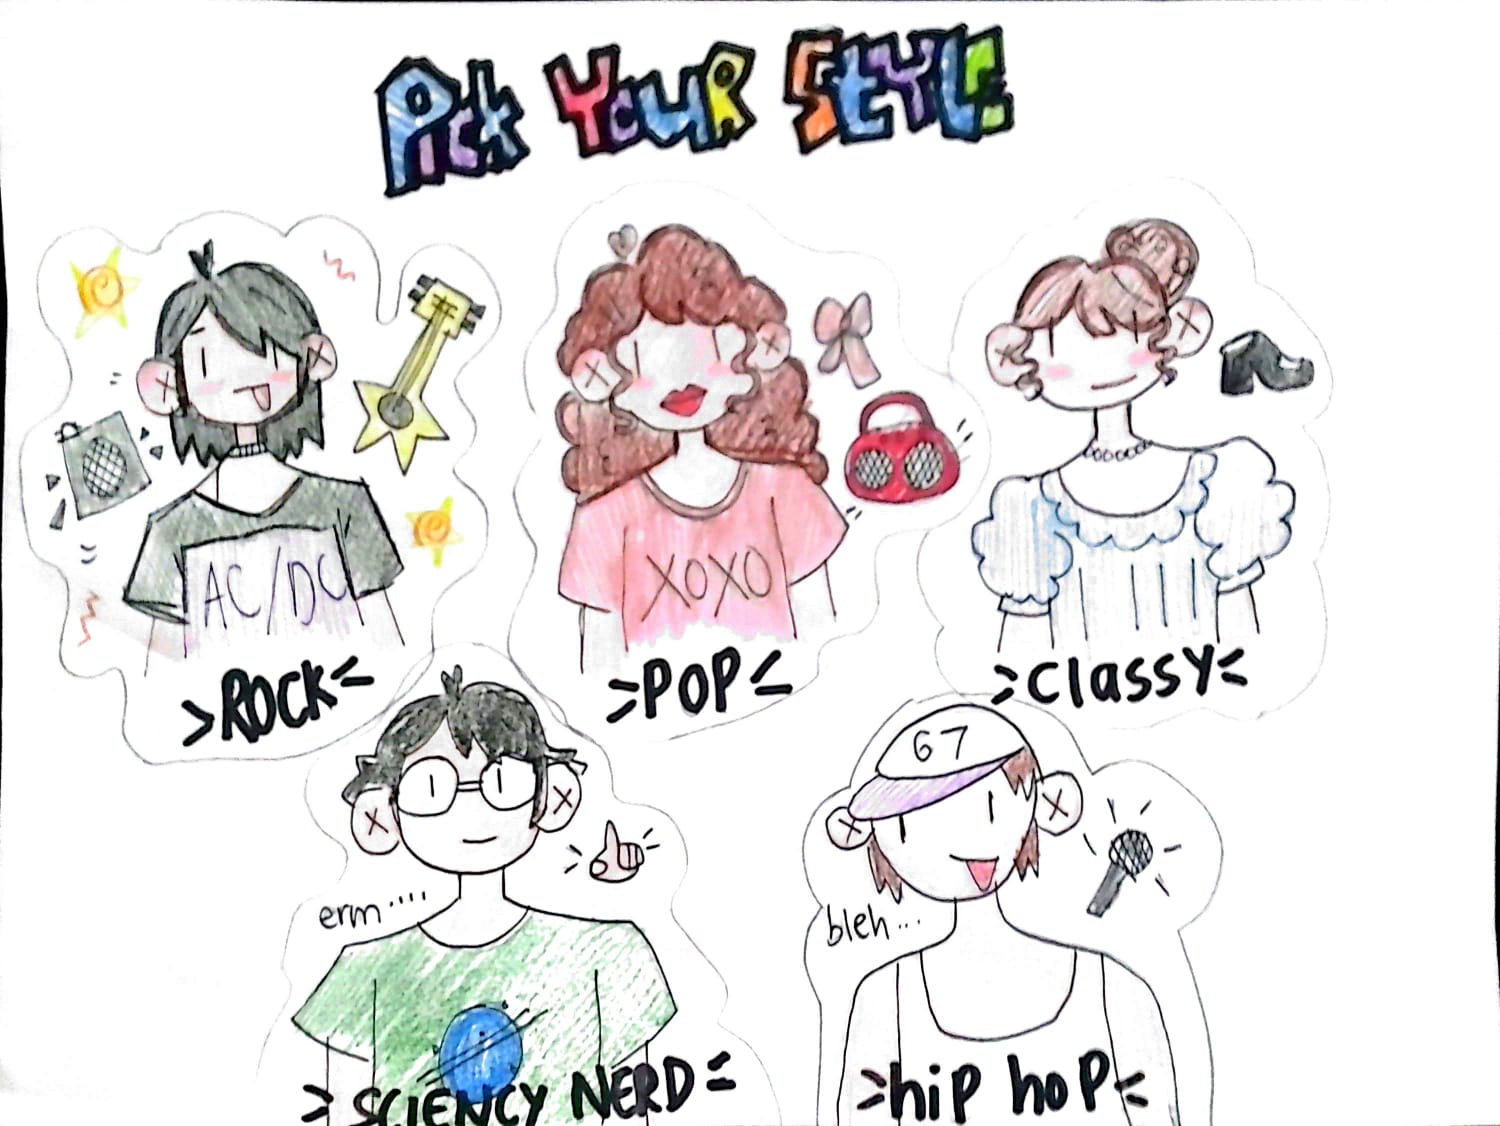 Pick Your Style
AC/DC
XOXO
>ROCK<
POP
classy
67
erm....
bleh...
SCIENCY NERD
hip hop